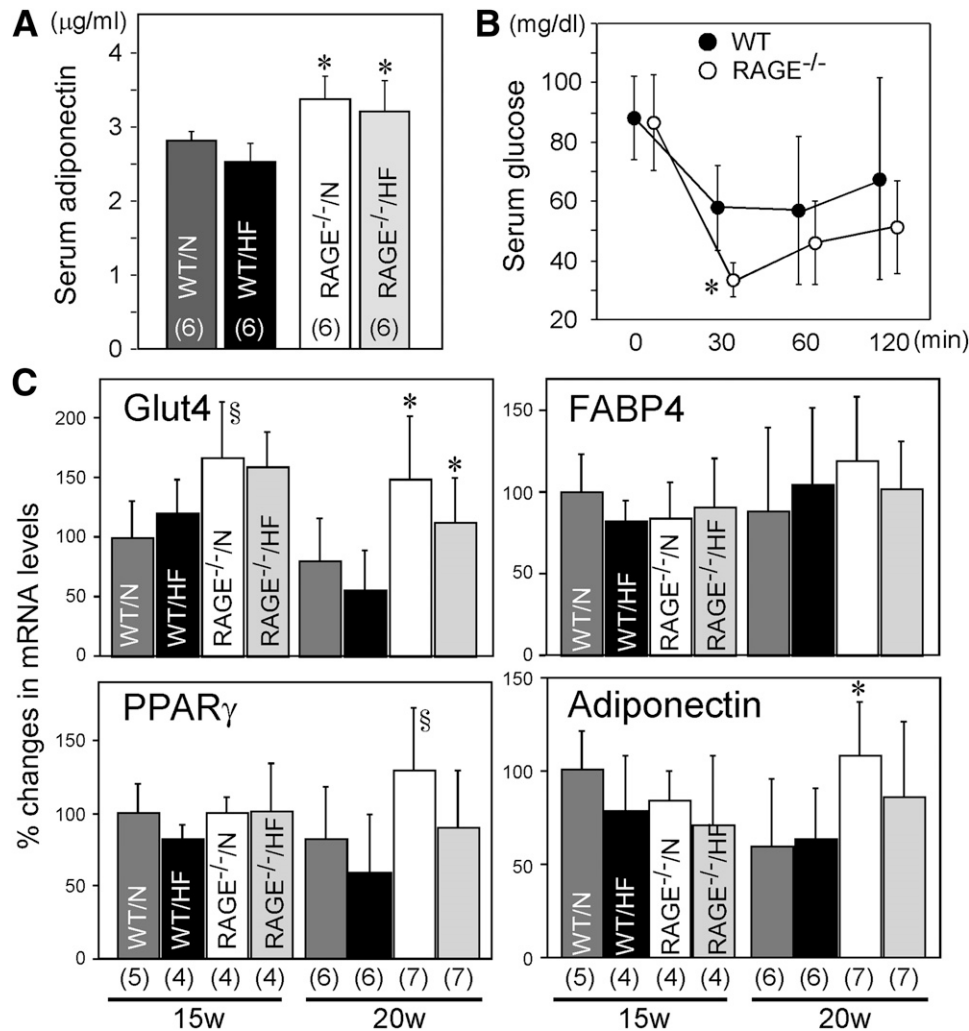 A (μg/ml)
Serum adiponectin
4
3
2
1
0
* *
WT/N
(6)
WT/HF
(6)
RAGE-/-/N
(6)
RAGE-/-/HF
(6)
B (mg/dl)
Serum glucose
100
80
60
40
20
WT
RAGE-/-
*
0 30 60 120 (min)
C
% changes in mRNA levels
Glut4
200
150
100
50
0
§ * *
WT/N
WT/HF
RAGE-/-/N
RAGE-/-/HF
FABP4
150
100
50
0
WT/N
WT/HF
RAGE-/-/N
RAGE-/-/HF
PPARγ
150
100
50
0
§
WT/N
WT/HF
RAGE-/-/N
RAGE-/-/HF
(5) (4) (4) (4) (6) (6) (7) (7)
15w 20w
Adiponectin
150
100
50
0
*
WT/N
WT/HF
RAGE-/-/N
RAGE-/-/HF
(5) (4) (4) (4) (6) (6) (7) (7)
15w 20w